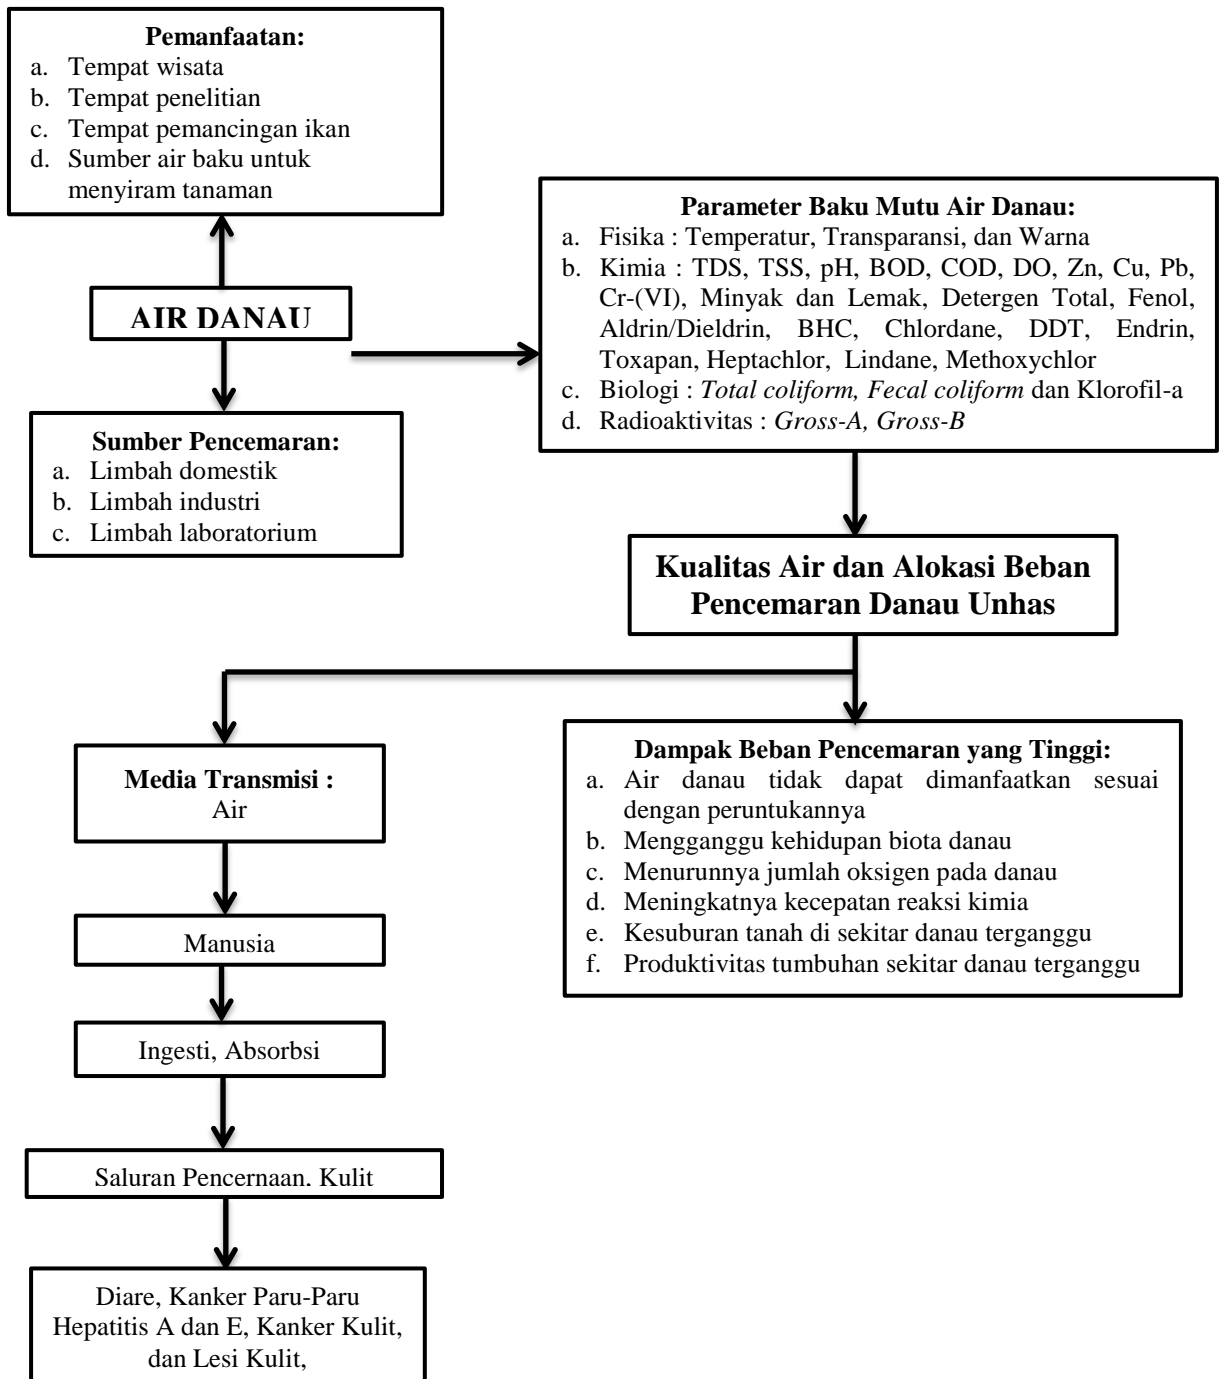 Pemanfaatan:
a. Tempat wisata
b. Tempat penelitian
c. Tempat pemancingan ikan
d. Sumber air baku untuk
menyiram tanaman
AIR DANAU
Sumber Pencemaran:
a. Limbah domestik
b. Limbah industri
c. Limbah laboratorium
Parameter Baku Mutu Air Danau:
a. Fisika : Temperatur, Transparansi, dan Warna
b. Kimia : TDS, TSS, pH, BOD, COD, DO, Zn, Cu, Pb,
Cr-(VI), Minyak dan Lemak, Detergen Total, Fenol,
Aldrin/Dieldrin, BHC, Chlordane, DDT, Endrin,
Toxapan, Heptachlor, Lindane, Methoxychlor
c. Biologi : Total coliform, Fecal coliform dan Klorofil-a
d. Radioaktivitas : Gross-A, Gross-B
Kualitas Air dan Alokasi Beban
Pencemaran Danau Unhas
Dampak Beban Pencemaran yang Tinggi:
a. Air danau tidak dapat dimanfaatkan sesuai
dengan peruntukannya
b. Mengganggu kehidupan biota danau
c. Menurunnya jumlah oksigen pada danau
d. Meningkatnya kecepatan reaksi kimia
e. Kesuburan tanah di sekitar danau terganggu
f. Produktivitas tumbuhan sekitar danau terganggu
Media Transmisi :
Air
Manusia
Ingesti, Absorbsi
Saluran Pencernaan. Kulit
Diare, Kanker Paru-Paru
Hepatitis A dan E, Kanker Kulit,
dan Lesi Kulit,